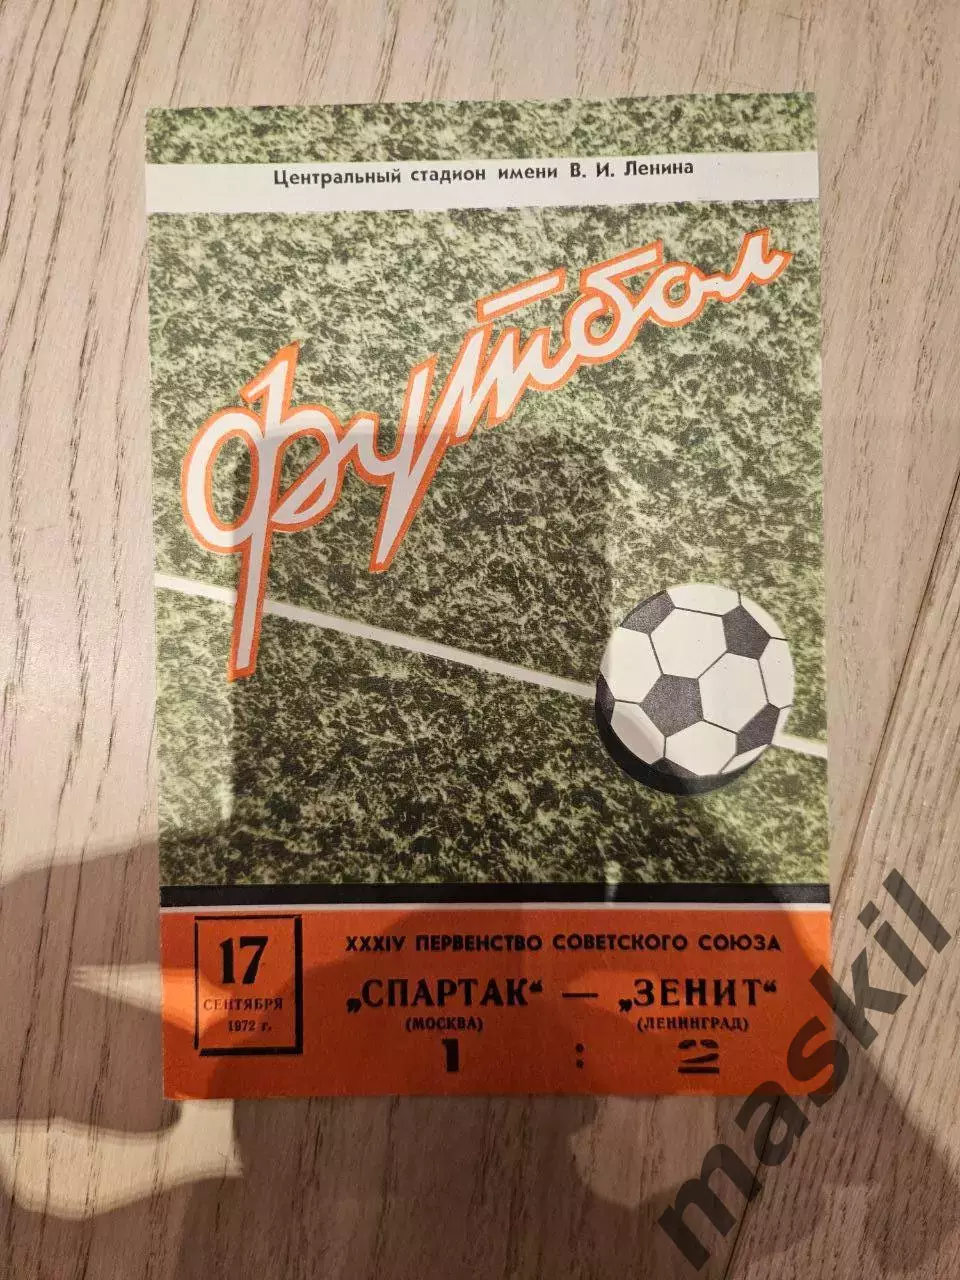 Центральный стадион имени В. И. Ленина
Футбол
17
СЕНТЯБРЯ
1972 г.
XXXIV ПЕРВЕНСТВО СОВЕТСКОГО СОЮЗА
„СПАРТАК“ — „ЗЕНИТ“
(МОСКВА) (ЛЕНИНГРАД)
1 : 2
maskil